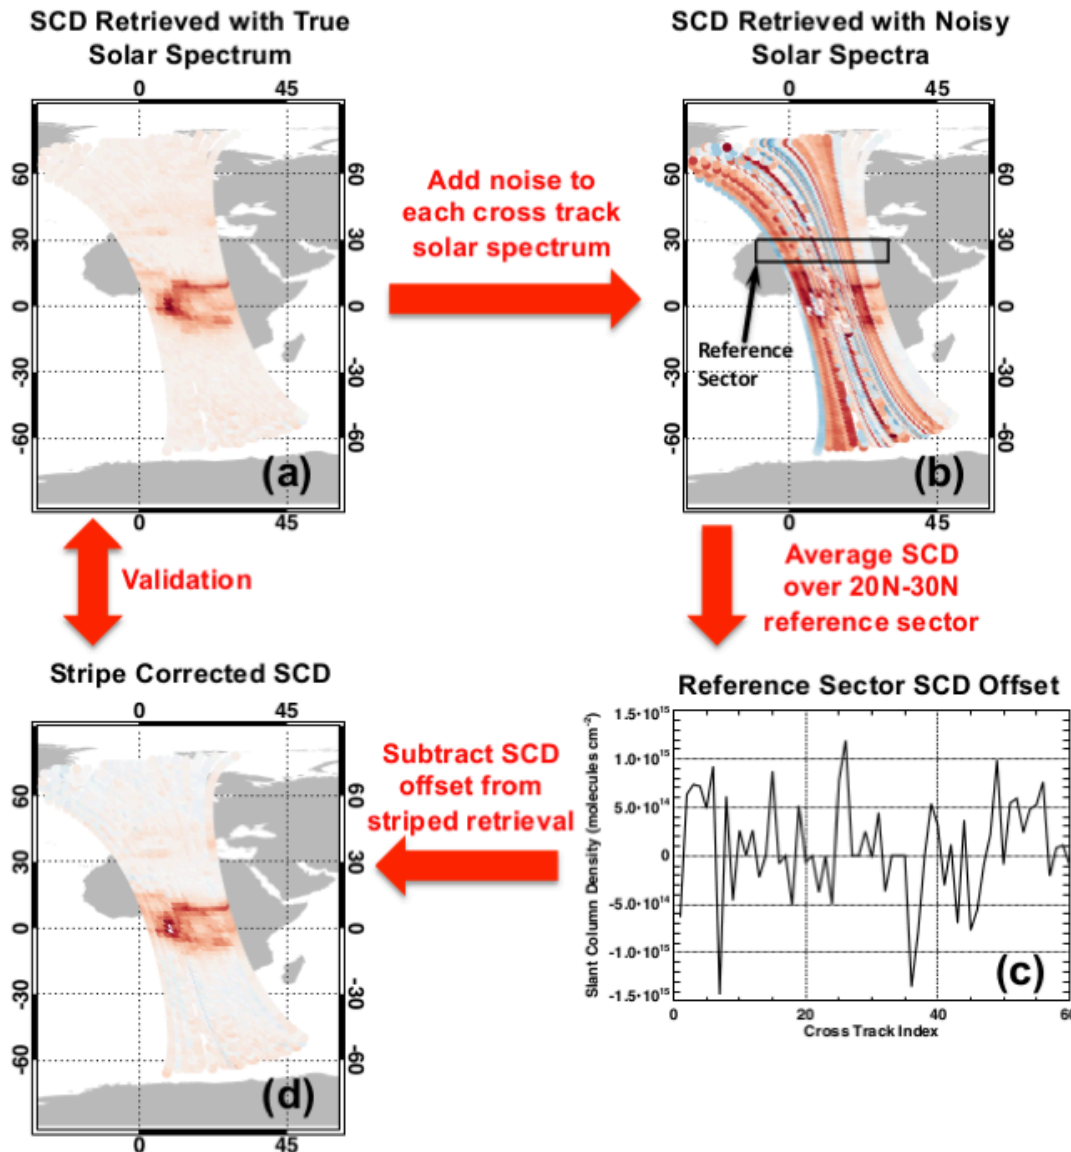 SCD Retrieved with True
Solar Spectrum
0 45
60 60
30 30
0 0
-30 -30
-60 -60
(a)
0 45
Add noise to
each cross track
solar spectrum
SCD Retrieved with Noisy
Solar Spectra
0 45
60 60
30 30
0 0
Reference
Sector
-30 -30
-60 -60
(b)
0 45
Validation
Average SCD
over 20N-30N
reference sector
Stripe Corrected SCD
0 45
60 60
30 30
0 0
-30 -30
-60 -60
(d)
0 45
Subtract SCD
offset from
striped retrieval
Reference Sector SCD Offset
Slant Column Density (molecules cm⁻²)
1.5•10¹⁵
1.0•10¹⁵
5.0•10¹⁴
0
-5.0•10¹⁴
-1.0•10¹⁵
-1.5•10¹⁵
(c)
0 20 40 60
Cross Track Index